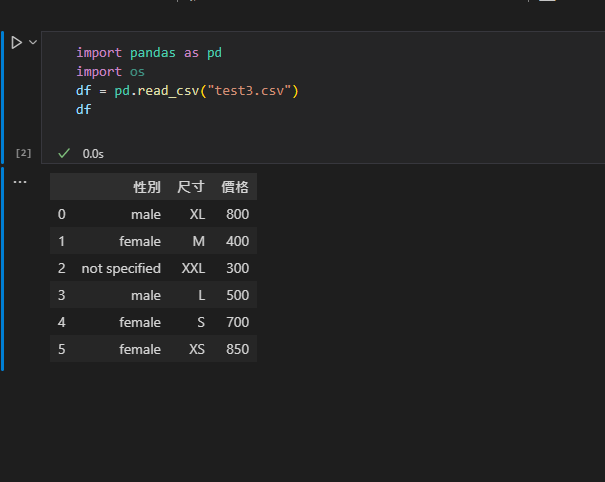 import pandas as pd
import os
df = pd.read_csv("test3.csv")
df
[2] 0.0s
性別 尺寸 價格
0 male XL 800
1 female M 400
2 not specified XXL 300
3 male L 500
4 female S 700
5 female XS 850